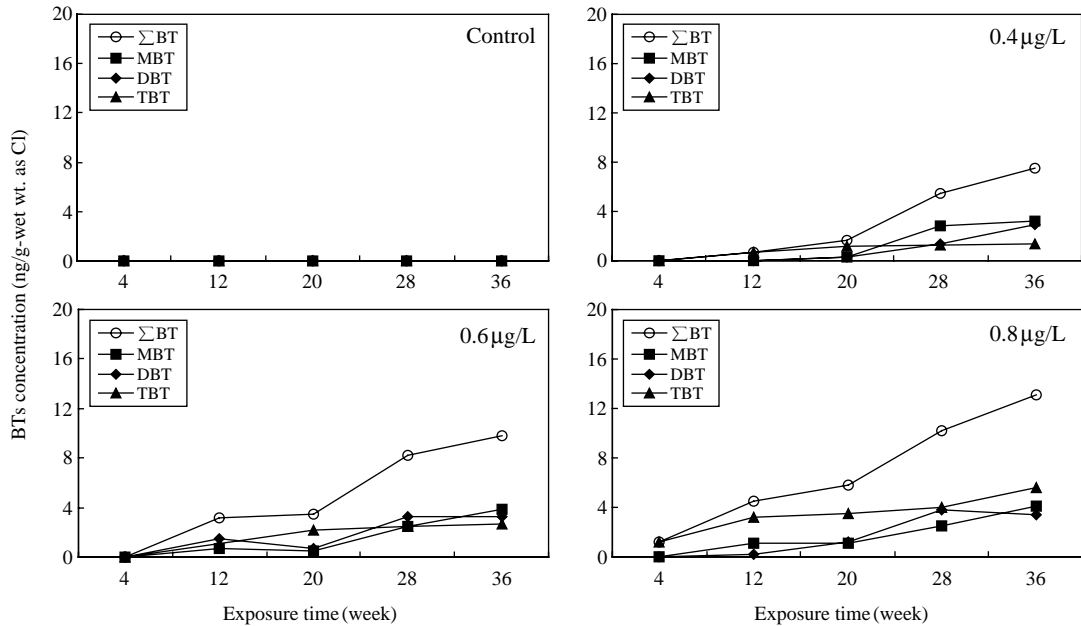 BTs concentration (ng/g-wet wt. as Cl)
20
16
12
8
4
0
∑BT
MBT
DBT
TBT
Control
4 12 20 28 36
20
16
12
8
4
0
∑BT
MBT
DBT
TBT
0.4μg/L
4 12 20 28 36
20
16
12
8
4
0
∑BT
MBT
DBT
TBT
0.6μg/L
4 12 20 28 36
Exposure time (week)
20
16
12
8
4
0
∑BT
MBT
DBT
TBT
0.8μg/L
4 12 20 28 36
Exposure time (week)